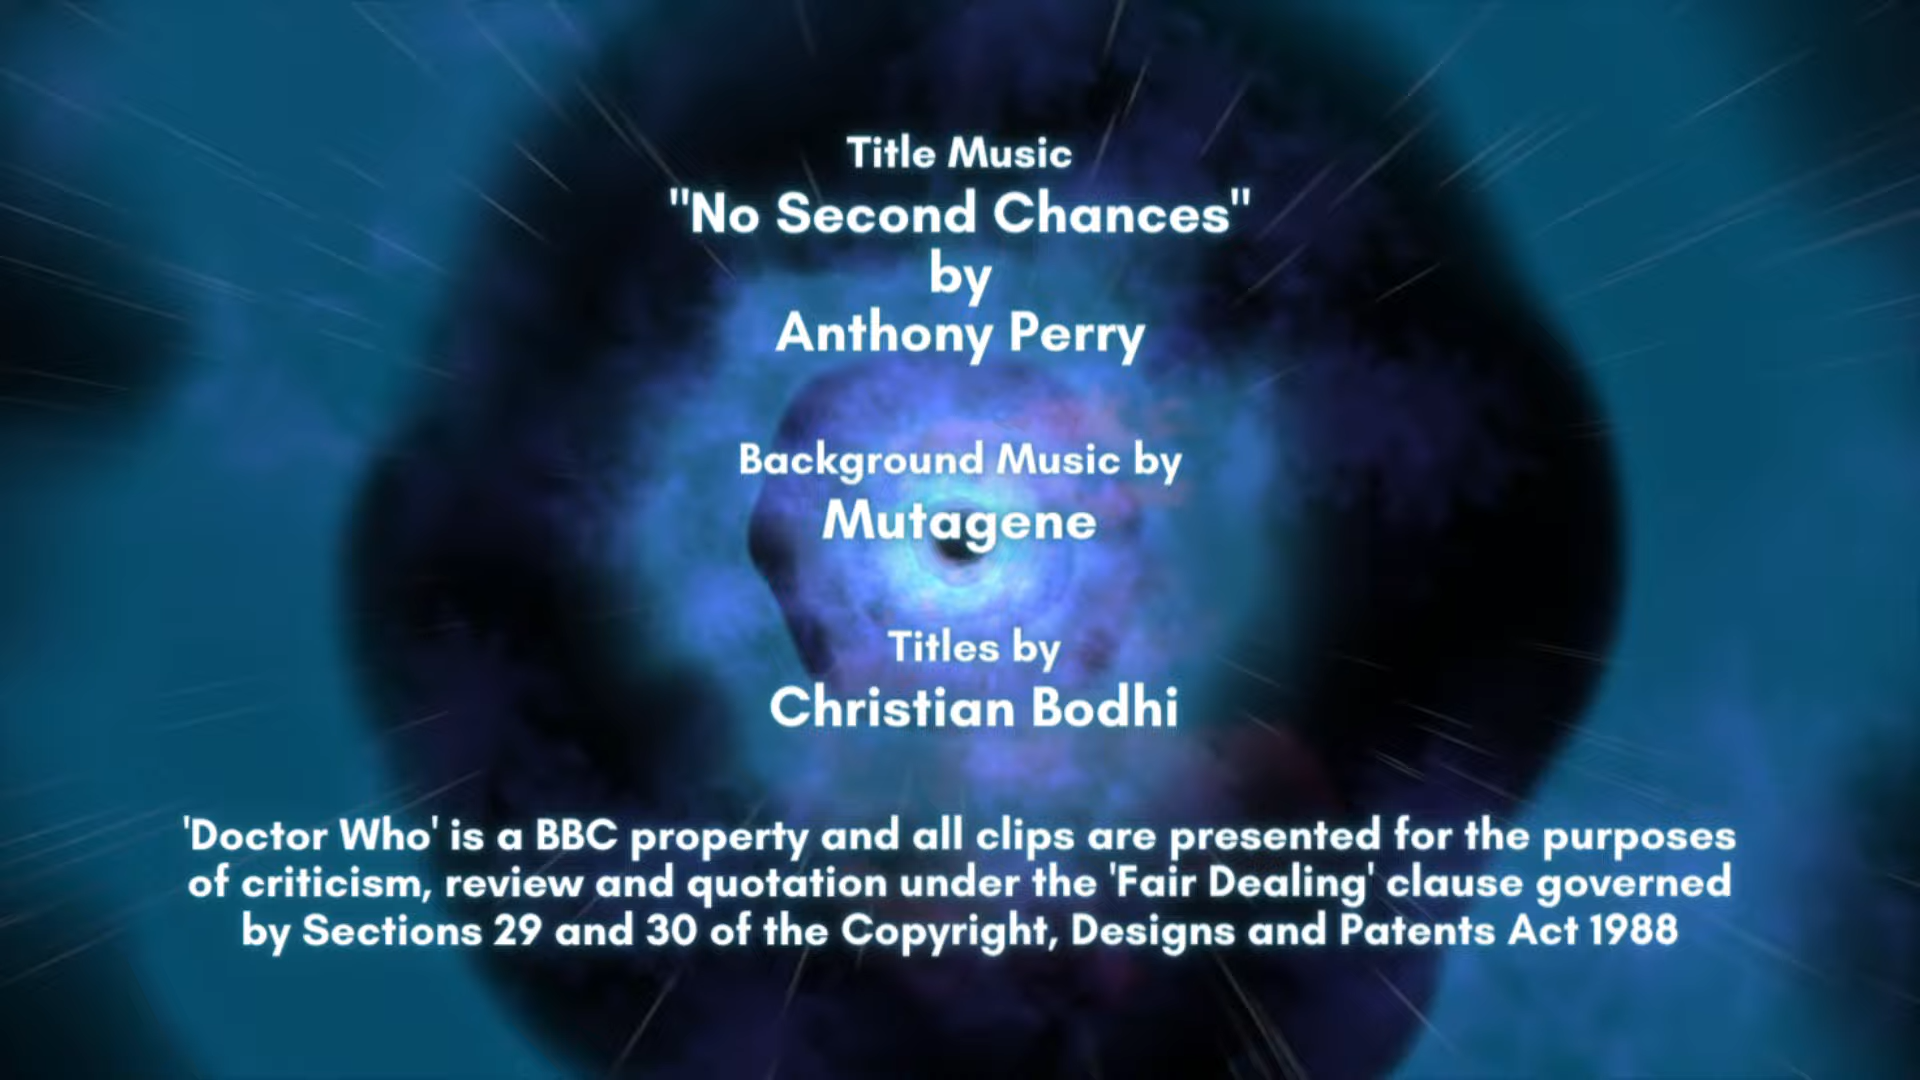 Title Music
"No Second Chances"
by
Anthony Perry
Background Music by
Mutagene
Titles by
Christian Bodhi
'Doctor Who' is a BBC property and all clips are presented for the purposes
of criticism, review and quotation under the 'Fair Dealing' clause governed
by Sections 29 and 30 of the Copyright, Designs and Patents Act 1988